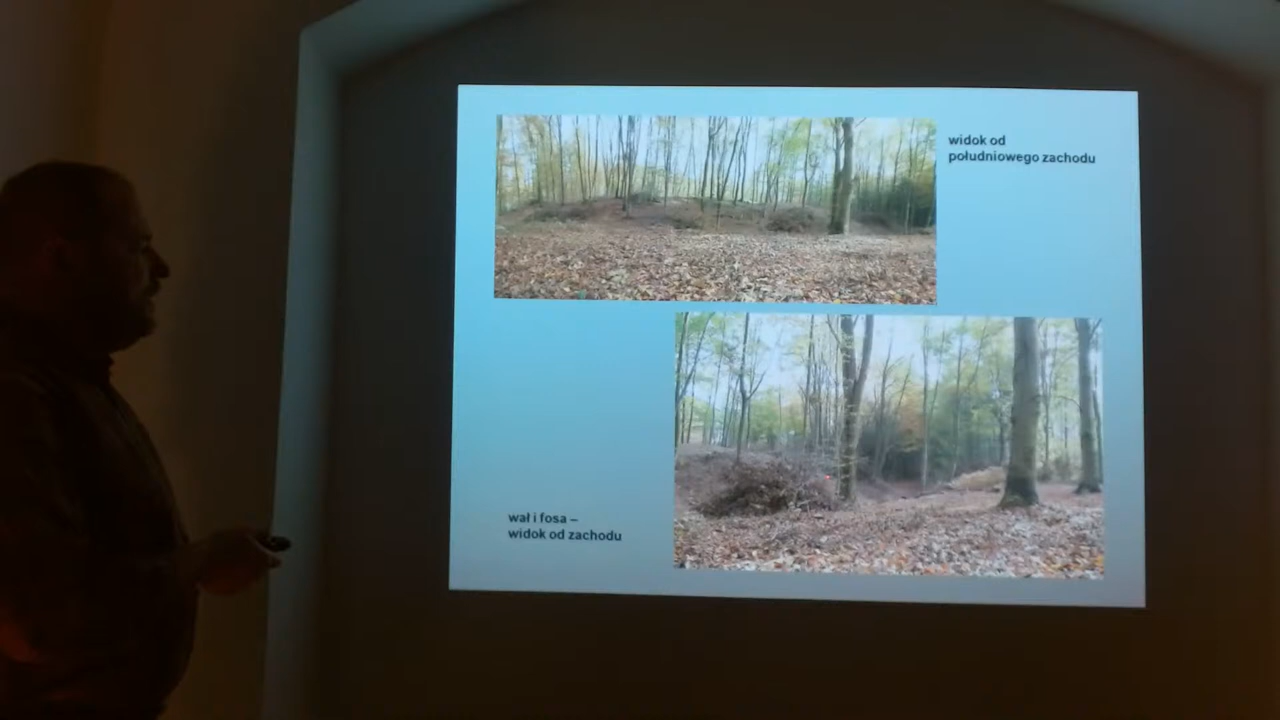 widok od
południowego zachodu
wał i fosa –
widok od zachodu